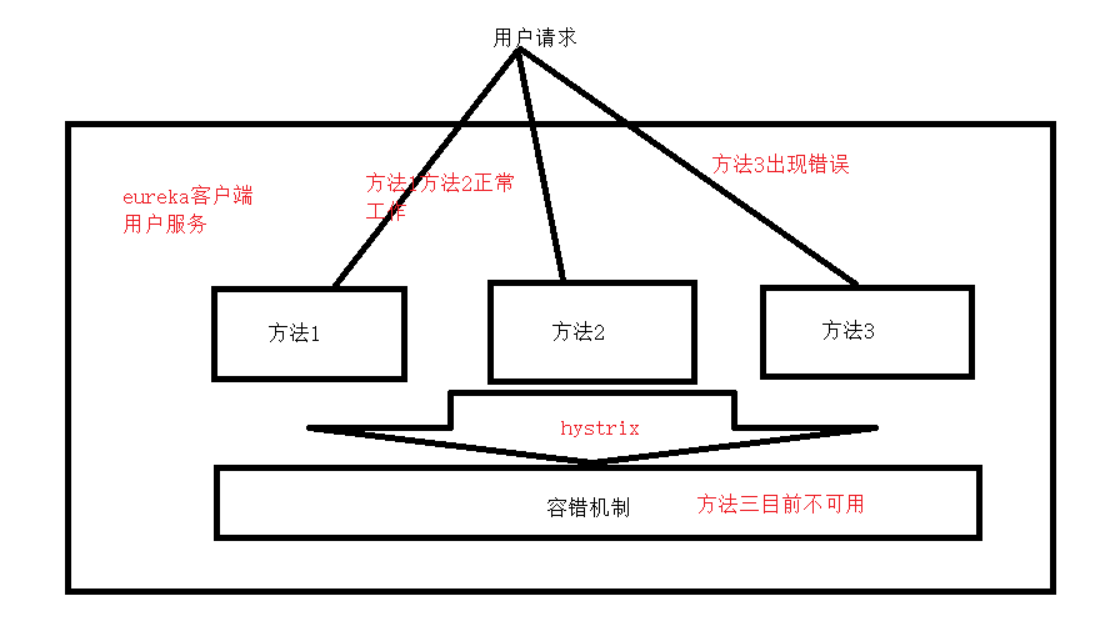 用户请求
方法3出现错误
方法1方法2正常
工作
eureka客户端
用户服务
方法1
方法2
方法3
hystrix
容错机制
方法三目前不可用